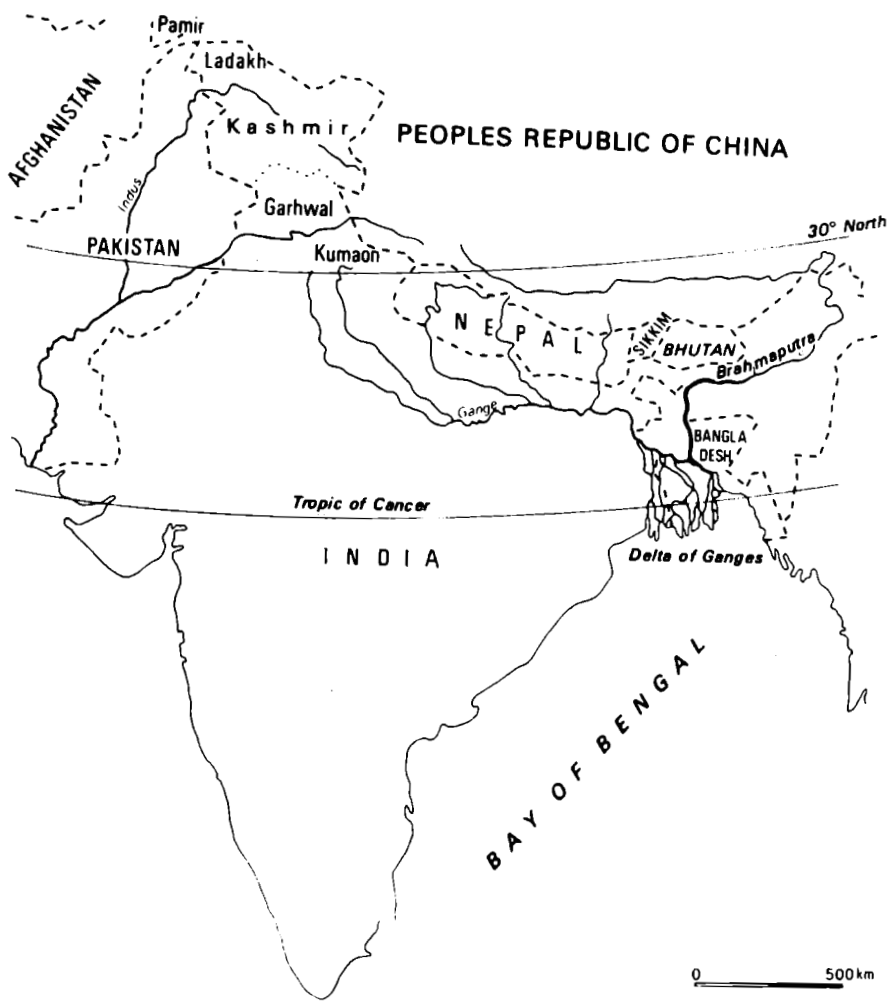 Pamir
Ladakh
AFGHANISTAN
Kashmir
PEOPLES REPUBLIC OF CHINA
Indus
Garhwal
30° North
PAKISTAN
Kumaon
NEPAL
SIKKIM
BHUTAN
Brahmaputra
Gange
BANGLA
DESH
Tropic of Cancer
INDIA
Delta of Ganges
BAY OF BENGAL
0 500 km